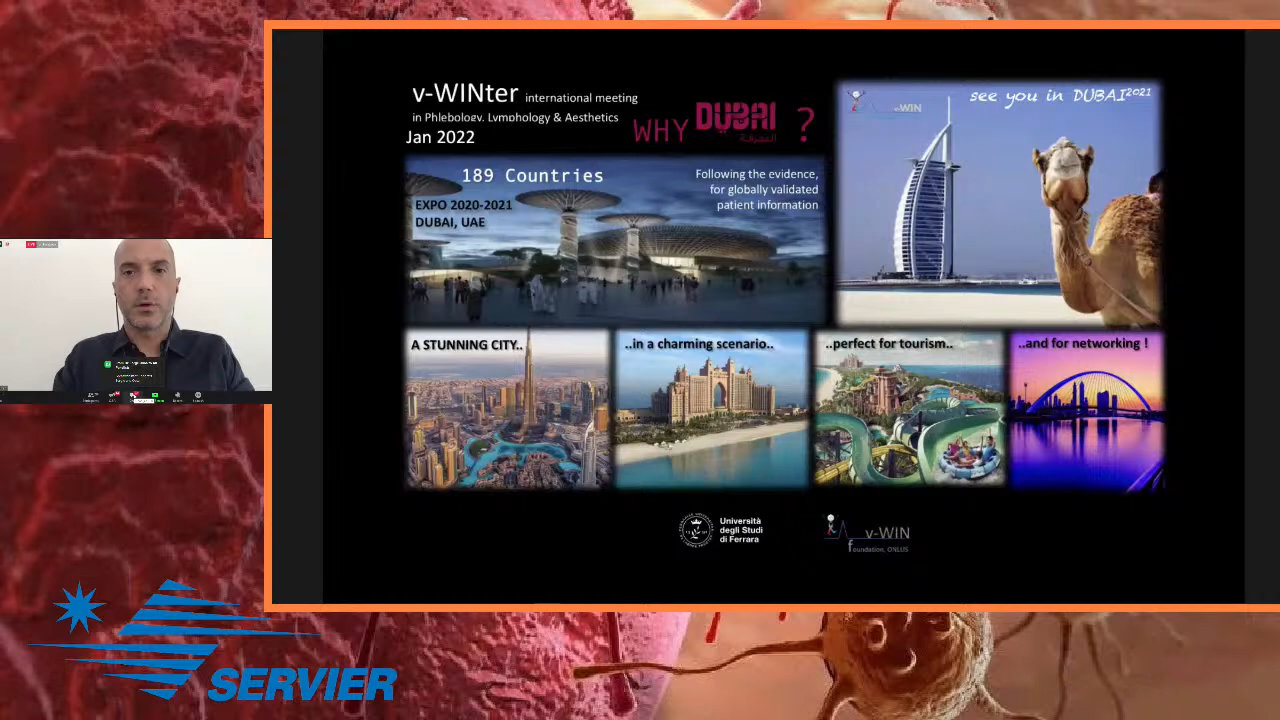 v-WINter international meeting
in Phlebology, Lymphology & Aesthetics
Jan 2022
WHY DUBAI ?
189 Countries
EXPO 2020-2021
DUBAI, UAE
Following the evidence,
for globally validated
patient information
v-WIN
see you in DUBAI2021
A STUNNING CITY..
..in a charming scenario..
..perfect for tourism..
..and for networking !
Università
degli Studi
di Ferrara
v-WIN
foundation, ONLUS
SERVIER